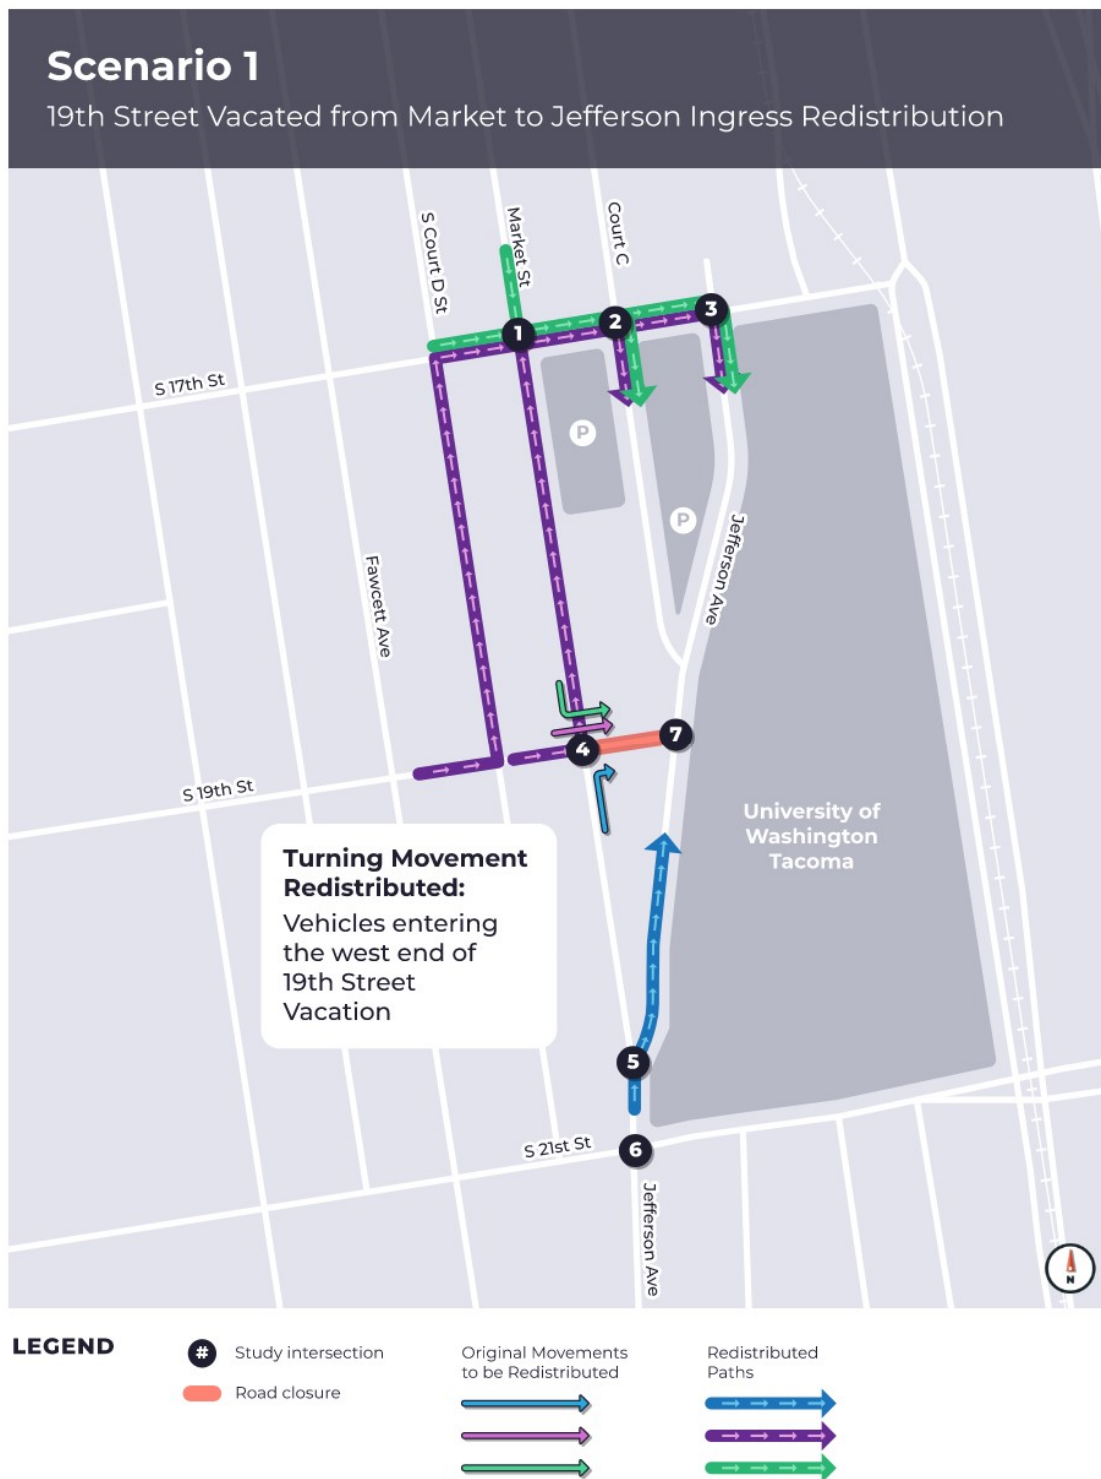 Scenario 1
19th Street Vacated from Market to Jefferson Ingress Redistribution
S Court D St
Market St
Court C
1
2
3
S 17th St
P
P
Jefferson Ave
Fawcett Ave
4
7
S 19th St
University of
Washington
Tacoma
Turning Movement
Redistributed:
Vehicles entering
the west end of
19th Street
Vacation
5
S 21st St
6
Jefferson Ave
N
LEGEND
# Study intersection
Road closure
Original Movements
to be Redistributed
Redistributed
Paths